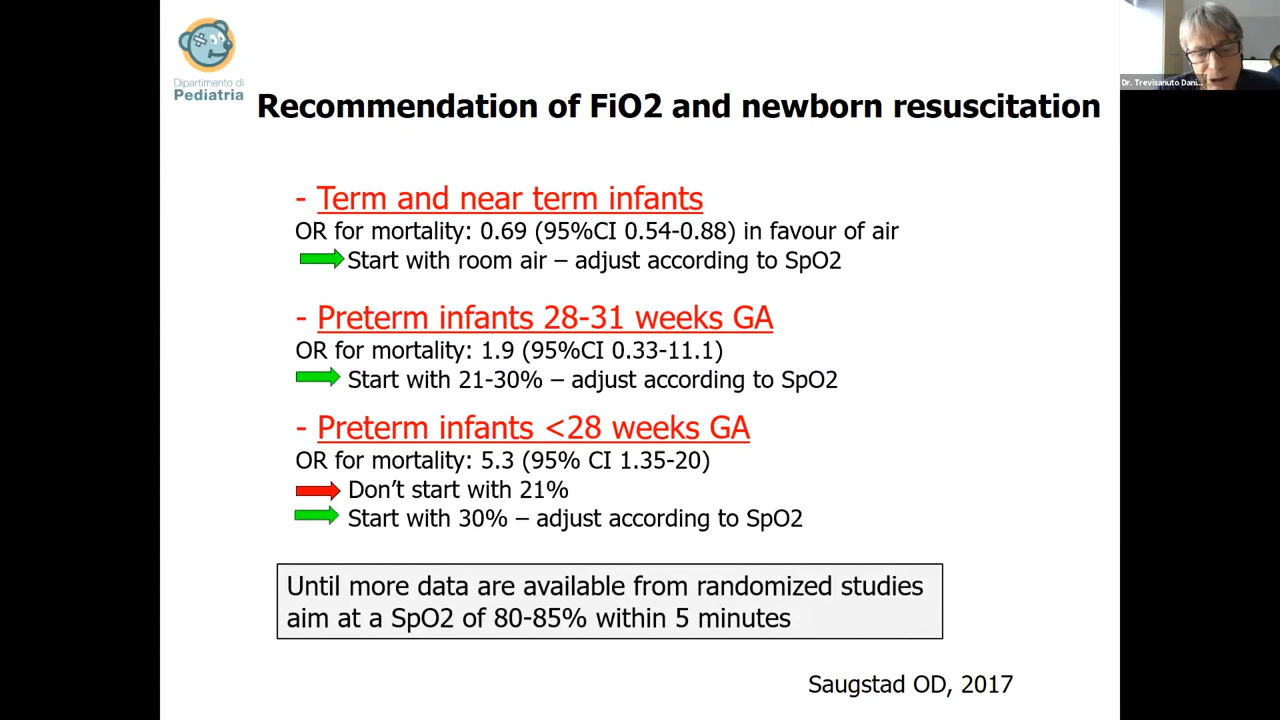 Dipartimento di
Pediatria
Dr. Trevisanuto Dani...
Recommendation of FiO2 and newborn resuscitation
- Term and near term infants
OR for mortality: 0.69 (95%CI 0.54-0.88) in favour of air
Start with room air – adjust according to SpO2
- Preterm infants 28-31 weeks GA
OR for mortality: 1.9 (95%CI 0.33-11.1)
Start with 21-30% – adjust according to SpO2
- Preterm infants <28 weeks GA
OR for mortality: 5.3 (95% CI 1.35-20)
Don’t start with 21%
Start with 30% – adjust according to SpO2
Until more data are available from randomized studies
aim at a SpO2 of 80-85% within 5 minutes
Saugstad OD, 2017